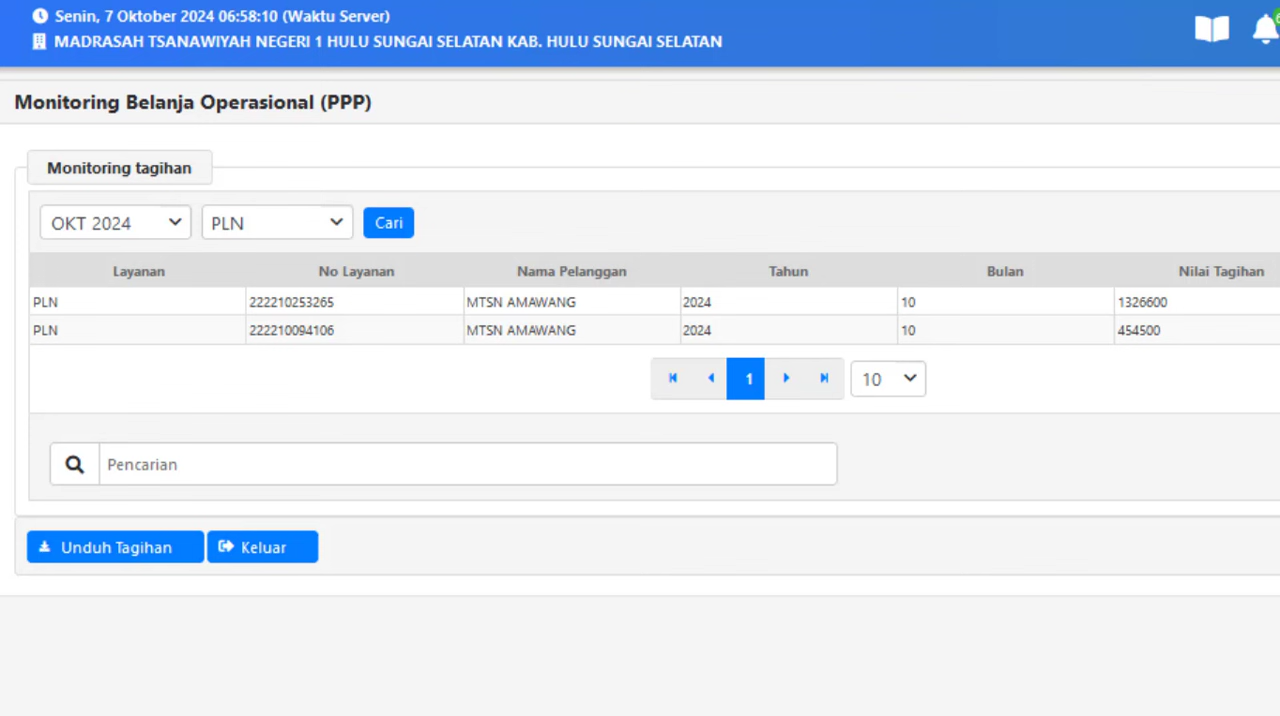 Senin, 7 Oktober 2024 06:58:10 (Waktu Server)
MADRASAH TSANAWIYAH NEGERI 1 HULU SUNGAI SELATAN KAB. HULU SUNGAI SELATAN
Monitoring Belanja Operasional (PPP)
Monitoring tagihan
OKT 2024 PLN Cari
Layanan No Layanan Nama Pelanggan Tahun Bulan Nilai Tagihan
PLN 222210253265 MTSN AMAWANG 2024 10 1326600
PLN 222210094106 MTSN AMAWANG 2024 10 454500
1 10
Pencarian
Unduh Tagihan Keluar